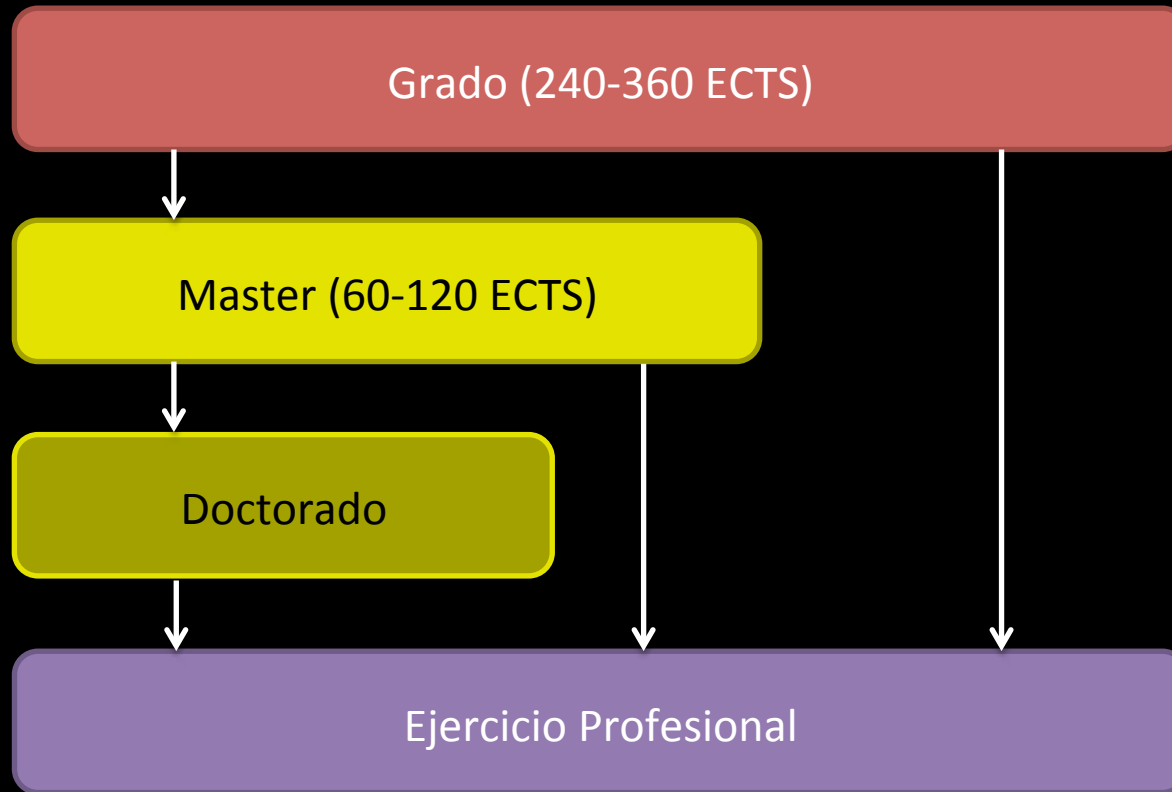 Grado (240-360 ECTS)
Master (60-120 ECTS)
Doctorado
Ejercicio Profesional